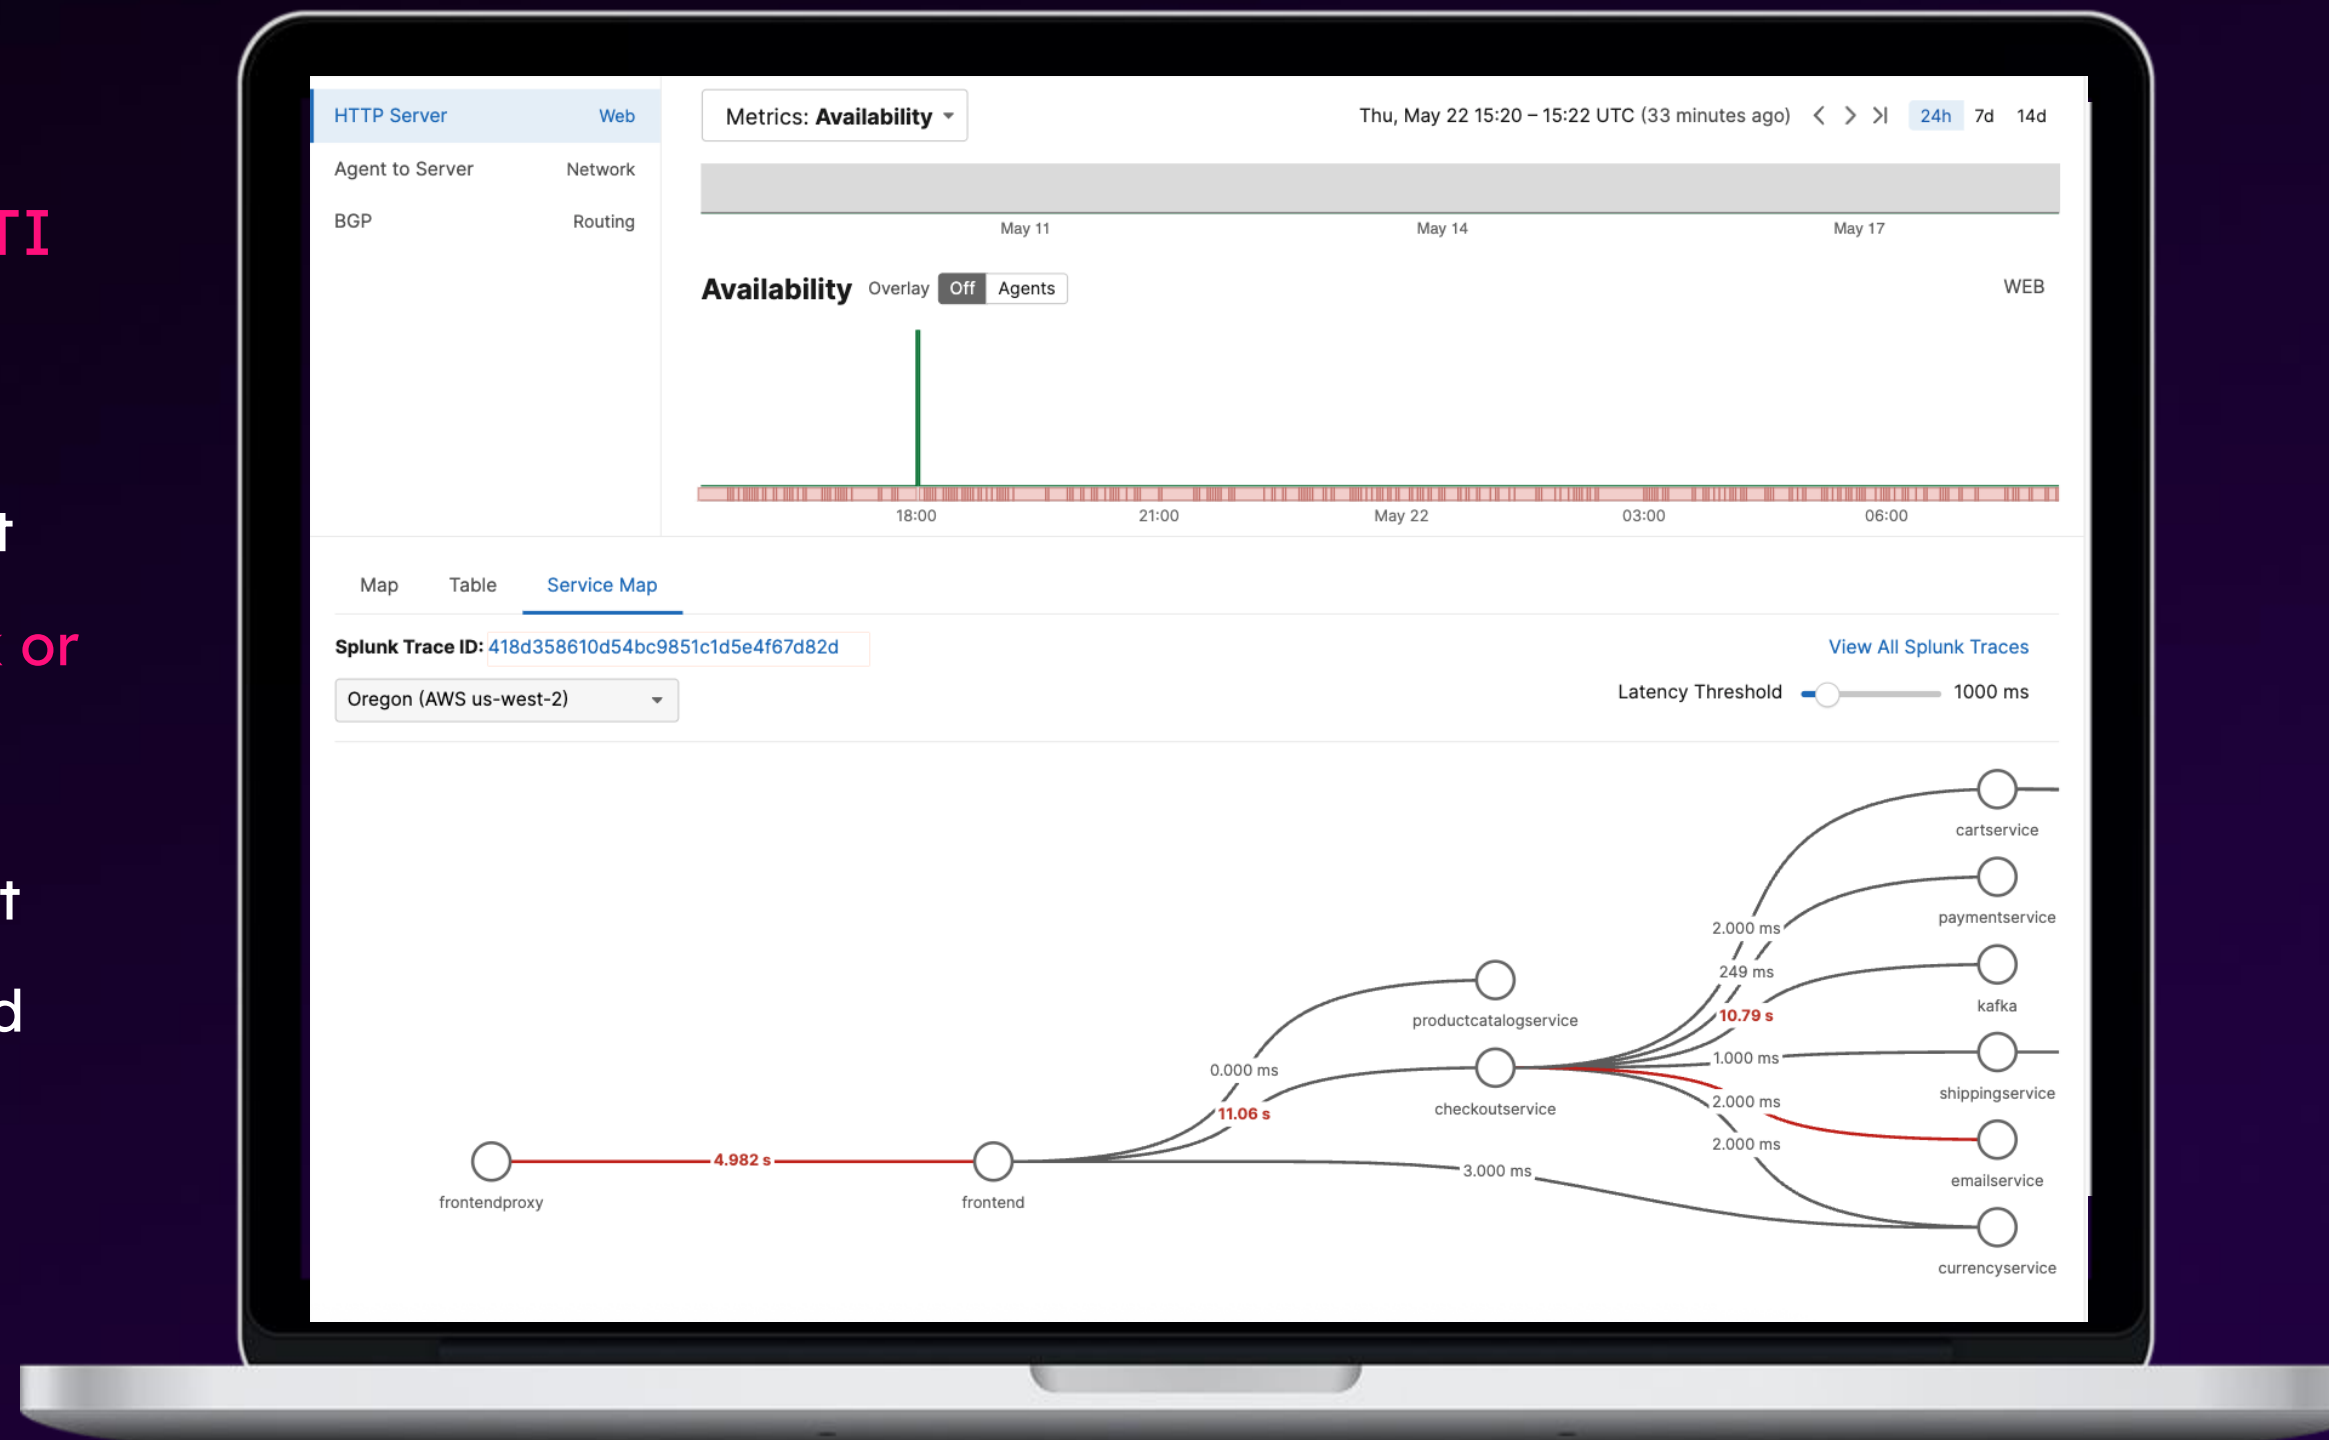 TI
t
or
t
d
HTTP Server Web
Agent to Server Network
BGP Routing
Metrics: Availability
Thu, May 22 15:20 – 15:22 UTC (33 minutes ago) 24h 7d 14d
May 11 May 14 May 17
Availability Overlay Off Agents WEB
18:00 21:00 May 22 03:00 06:00
Map Table Service Map
Splunk Trace ID: 418d358610d54bc9851c1d5e4f67d82d View All Splunk Traces
Oregon (AWS us-west-2) Latency Threshold 1000 ms
cartservice
paymentservice
2.000 ms
249 ms
kafka
10.79 s
productcatalogservice
1.000 ms
0.000 ms
shippingservice
2.000 ms
checkoutservice
11.06 s
2.000 ms
4.982 s
3.000 ms
emailservice
frontendproxy
frontend
currencyservice